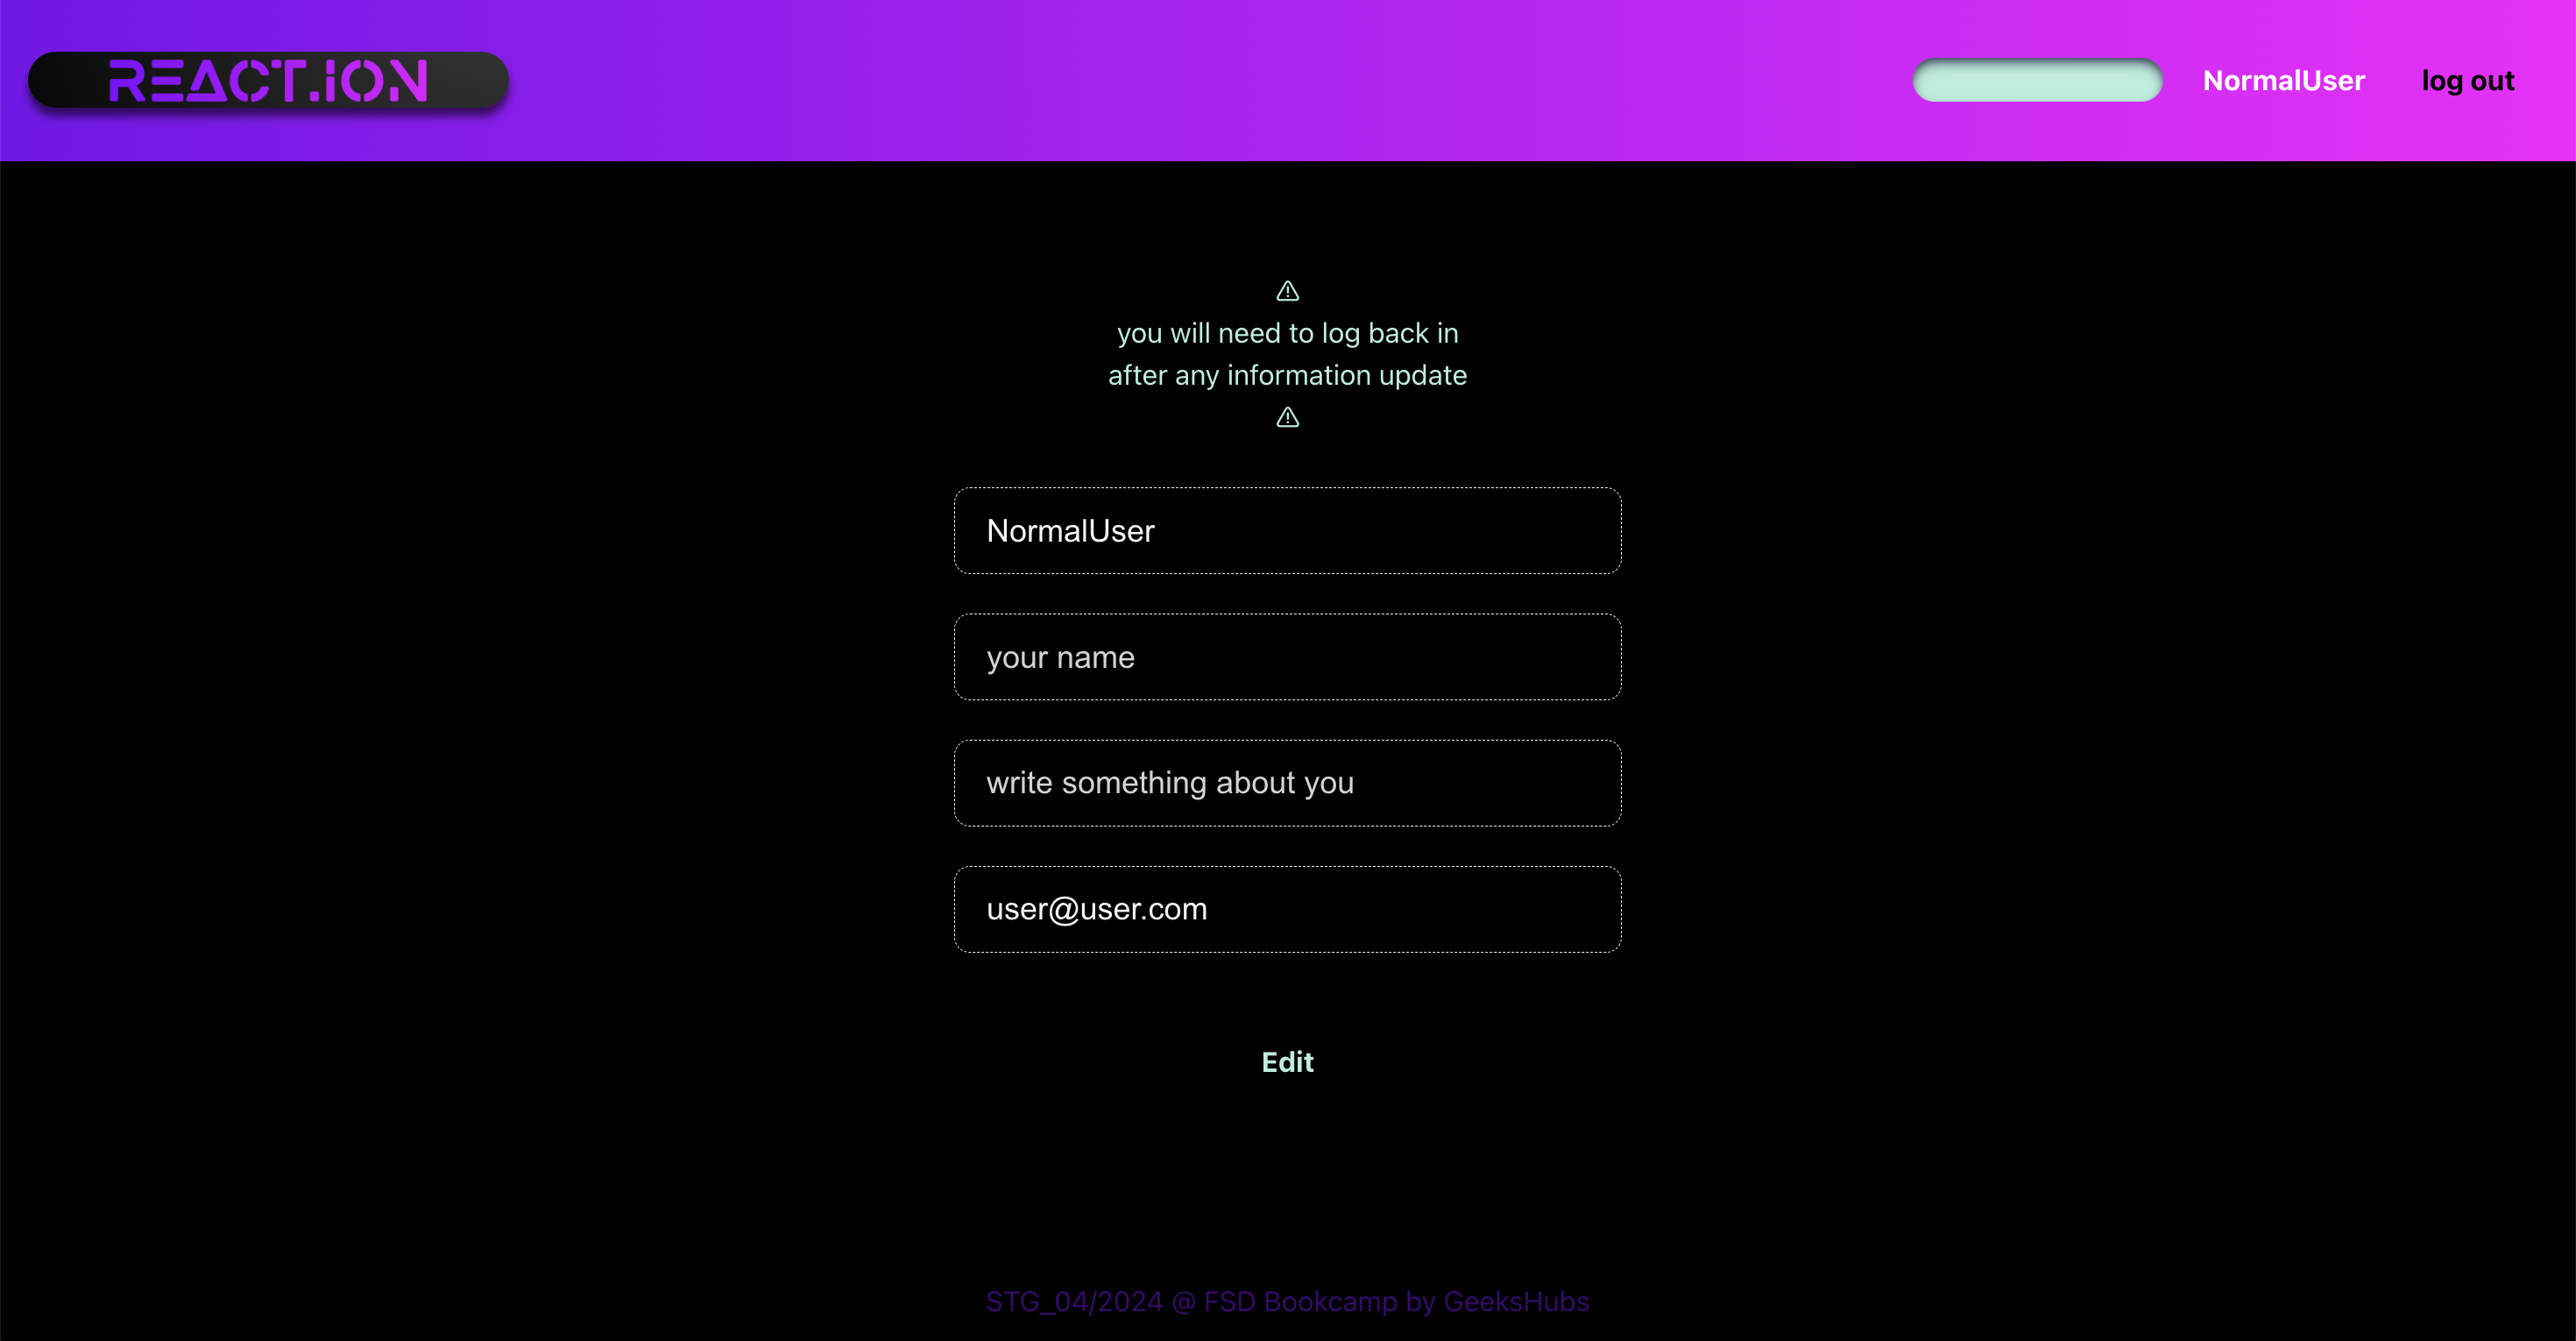 REACT.iON
NormalUser
log out
you will need to log back in
after any information update
NormalUser
your name
write something about you
user@user.com
Edit
STG_04/2024 @ FSD Bookcamp by GeeksHubs